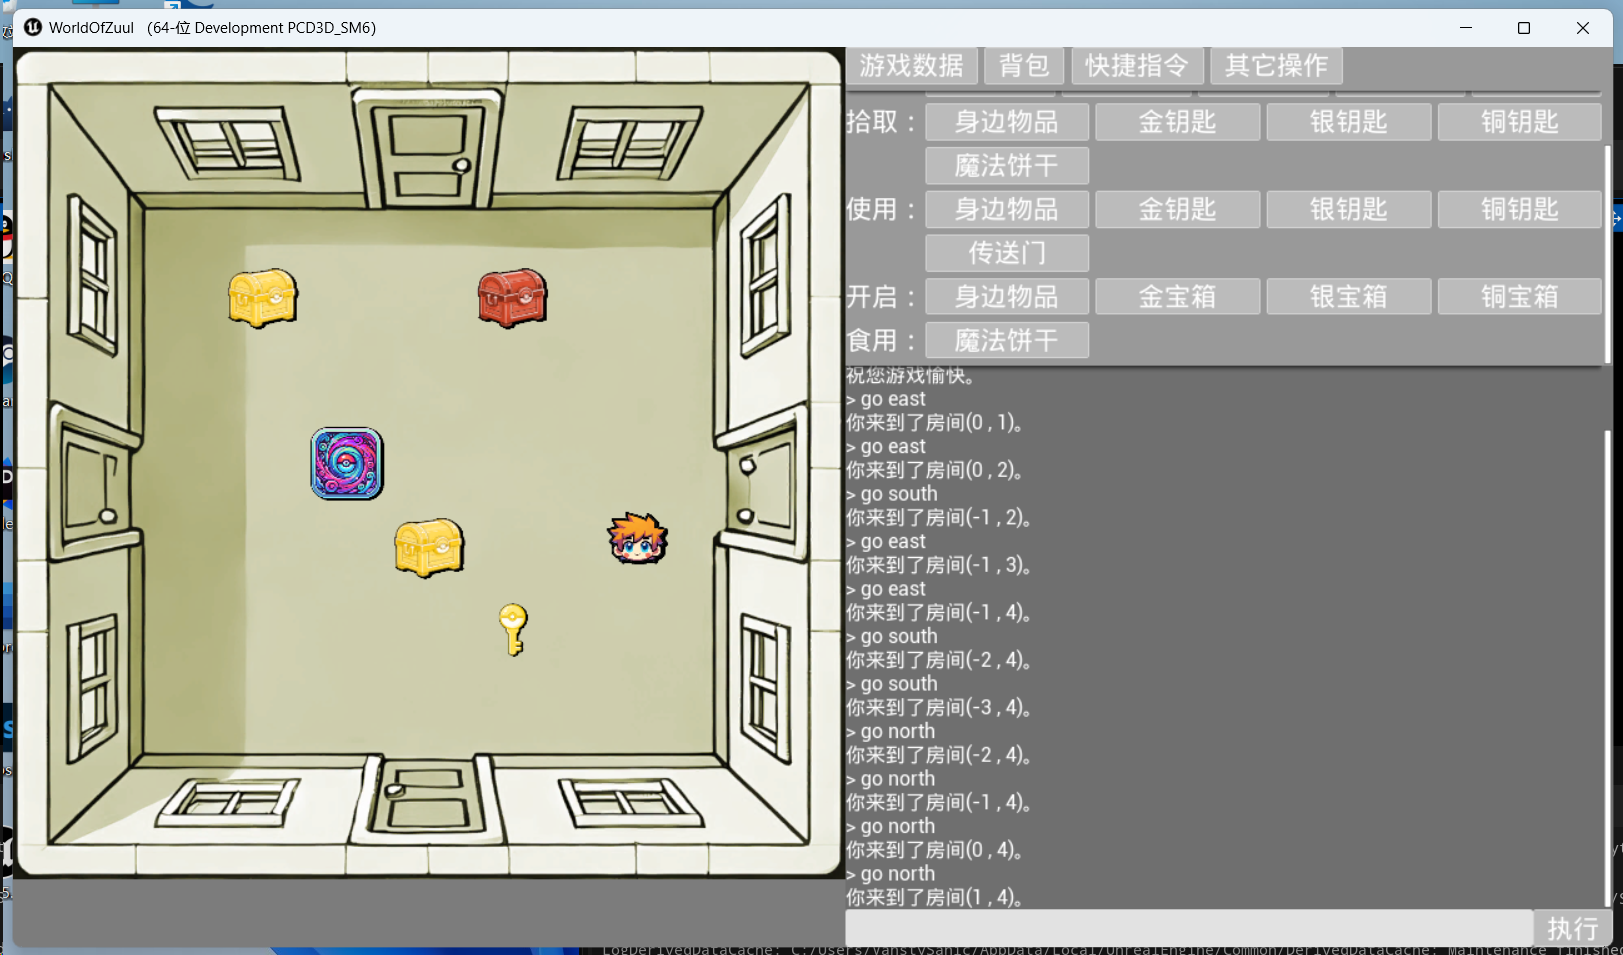 WorldOfZuul （64-位 Development PCD3D_SM6）
游戏数据 背包 快捷指令 其它操作
拾取： 身边物品 金钥匙 银钥匙 铜钥匙
魔法饼干
使用： 身边物品 金钥匙 银钥匙 铜钥匙
传送门
开启： 身边物品 金宝箱 银宝箱 铜宝箱
食用： 魔法饼干
祝您游戏愉快。
> go east
你来到了房间(0 , 1)。
> go east
你来到了房间(0 , 2)。
> go south
你来到了房间(-1 , 2)。
> go east
你来到了房间(-1 , 3)。
> go east
你来到了房间(-1 , 4)。
> go south
你来到了房间(-2 , 4)。
> go south
你来到了房间(-3 , 4)。
> go north
你来到了房间(-2 , 4)。
> go north
你来到了房间(-1 , 4)。
> go north
你来到了房间(0 , 4)。
> go north
你来到了房间(1 , 4)。
执行
LogDerivedDataCache: C:/Users/VanslySanic/AppData/Local/UnrealEngine/Common/DerivedDataCache: Maintenance finished